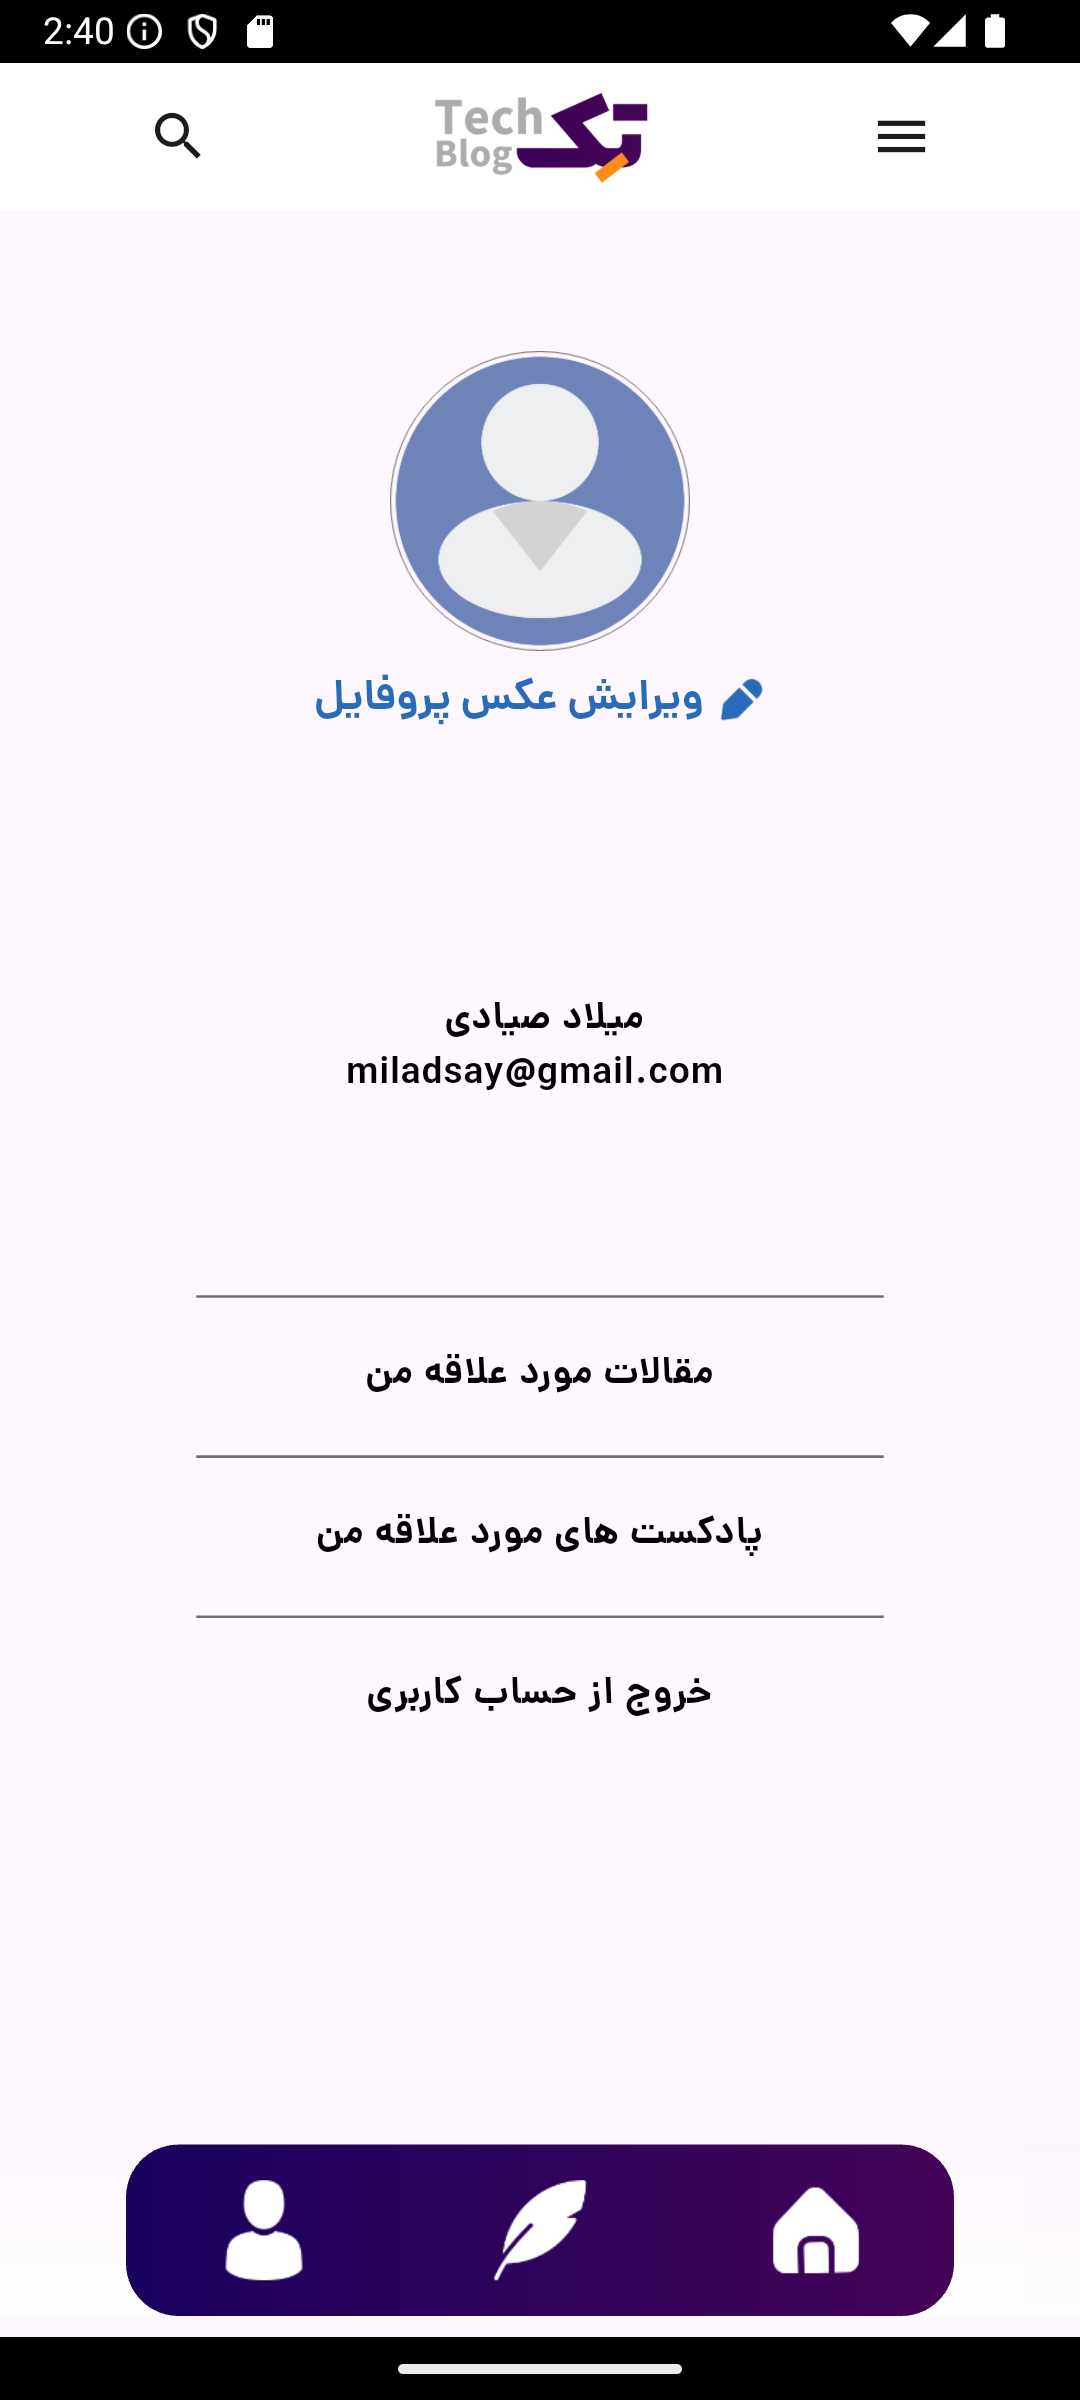 2:40
Tech
Blog
تک
ویرایش عکس پروفایل
میلاد صیادی
miladsay@gmail.com
مقالات مورد علاقه من
پادکست های مورد علاقه من
خروج از حساب کاربری